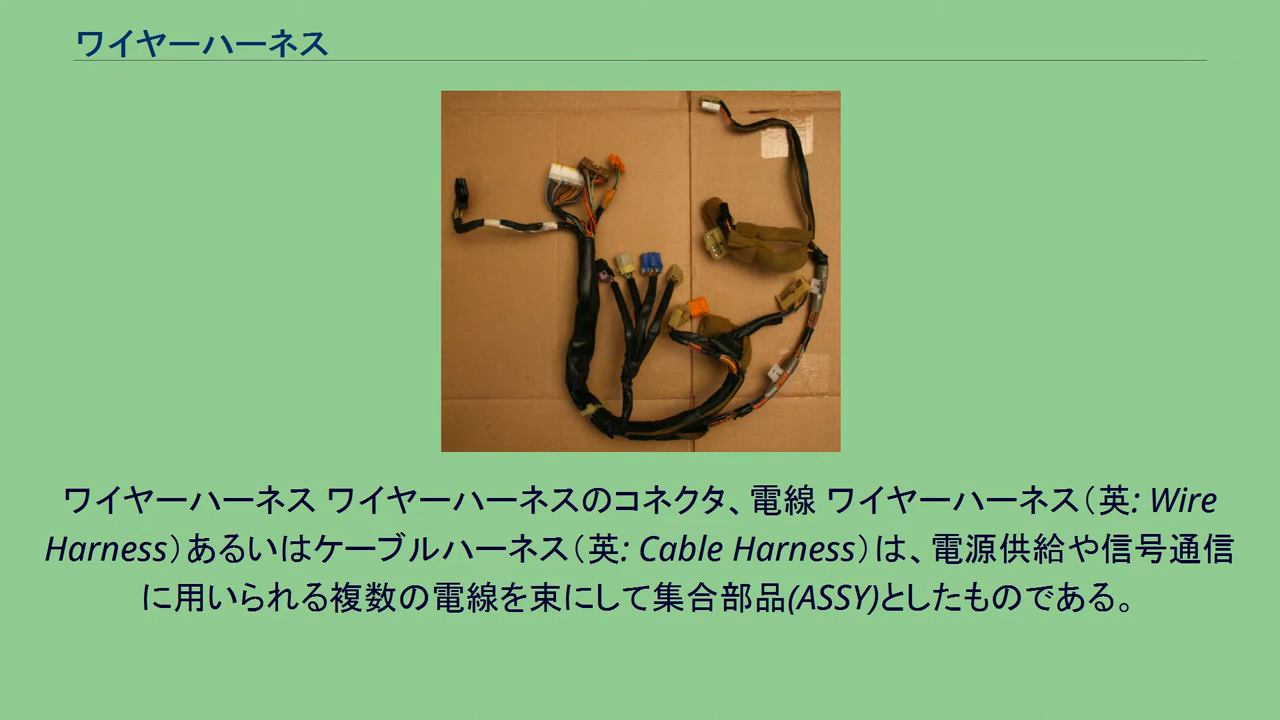 ワイヤーハーネス
ワイヤーハーネス ワイヤーハーネスのコネクタ、電線 ワイヤーハーネス（英: Wire
Harness）あるいはケーブルハーネス（英: Cable Harness）は、電源供給や信号通信
に用いられる複数の電線を束にして集合部品(ASSY)としたものである。